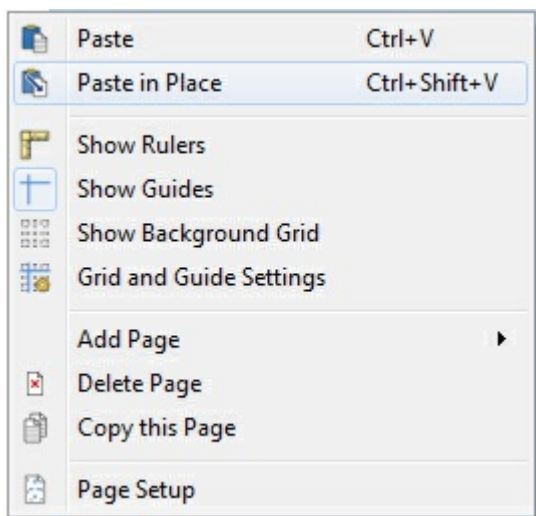 Paste Ctrl+V
Paste in Place Ctrl+Shift+V
Show Rulers
Show Guides
Show Background Grid
Grid and Guide Settings
Add Page
Delete Page
Copy this Page
Page Setup